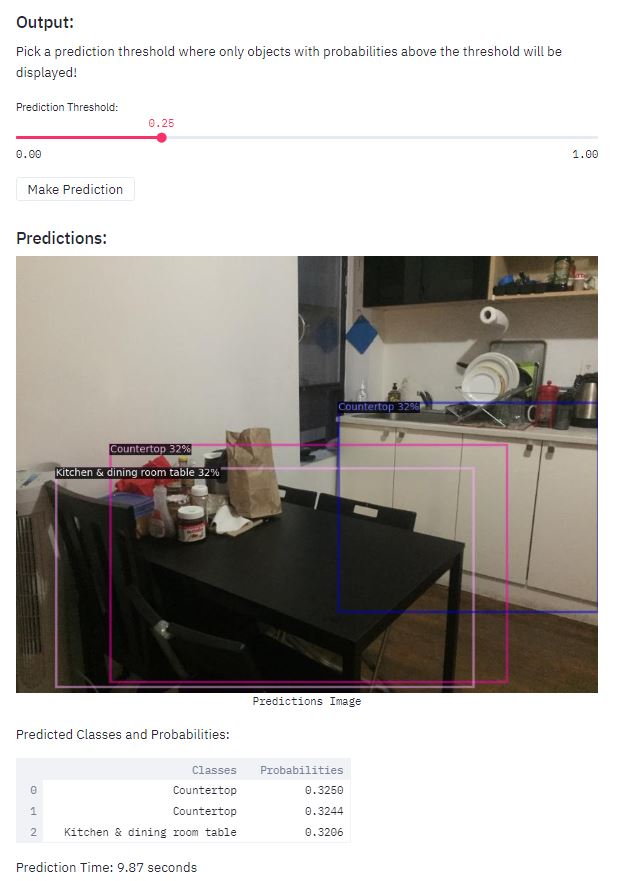 Output:
Pick a prediction threshold where only objects with probabilities above the threshold will be
displayed!
Prediction Threshold:
0.25
0.00 1.00
Make Prediction
Predictions:
Countertop 32%
Countertop 32%
Kitchen & dining room table 32%
Predictions Image
Predicted Classes and Probabilities:
Classes Probabilities
0 Countertop 0.3250
1 Countertop 0.3244
2 Kitchen & dining room table 0.3206
Prediction Time: 9.87 seconds